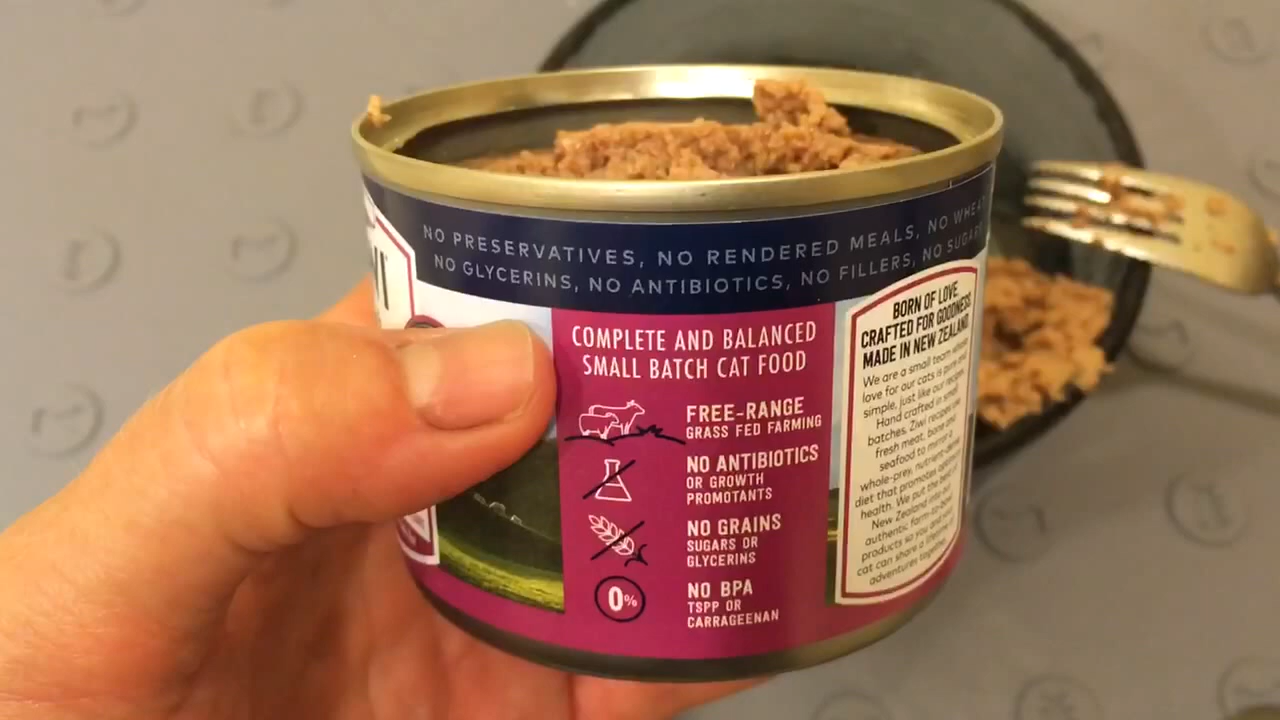 NO PRESERVATIVES, NO RENDERED MEALS, NO WHEAT
NO GLYCERINS, NO ANTIBIOTICS, NO FILLERS, NO SUGAR
COMPLETE AND BALANCED
SMALL BATCH CAT FOOD
FREE-RANGE
GRASS FED FARMING
NO ANTIBIOTICS
OR GROWTH
PROMOTANTS
NO GRAINS
SUGARS OR
GLYCERINS
0%
NO BPA
TSPP OR
CARRAGEENAN
BORN OF LOVE,
CRAFTED FOR GOODNESS,
MADE IN NEW ZEALAND.
We are a small team whose
love for our cats is pure and
simple, just like our recipes.
Hand crafted in small
batches, Ziwi recipes use
fresh meat, bone and
seafood to mirror a
whole-prey, nutrient-dense
diet that promotes optimal
health. We put the best of
New Zealand into our
authentic farm-to-bowl
products so you and your
cat can share a lifetime of
adventures together.